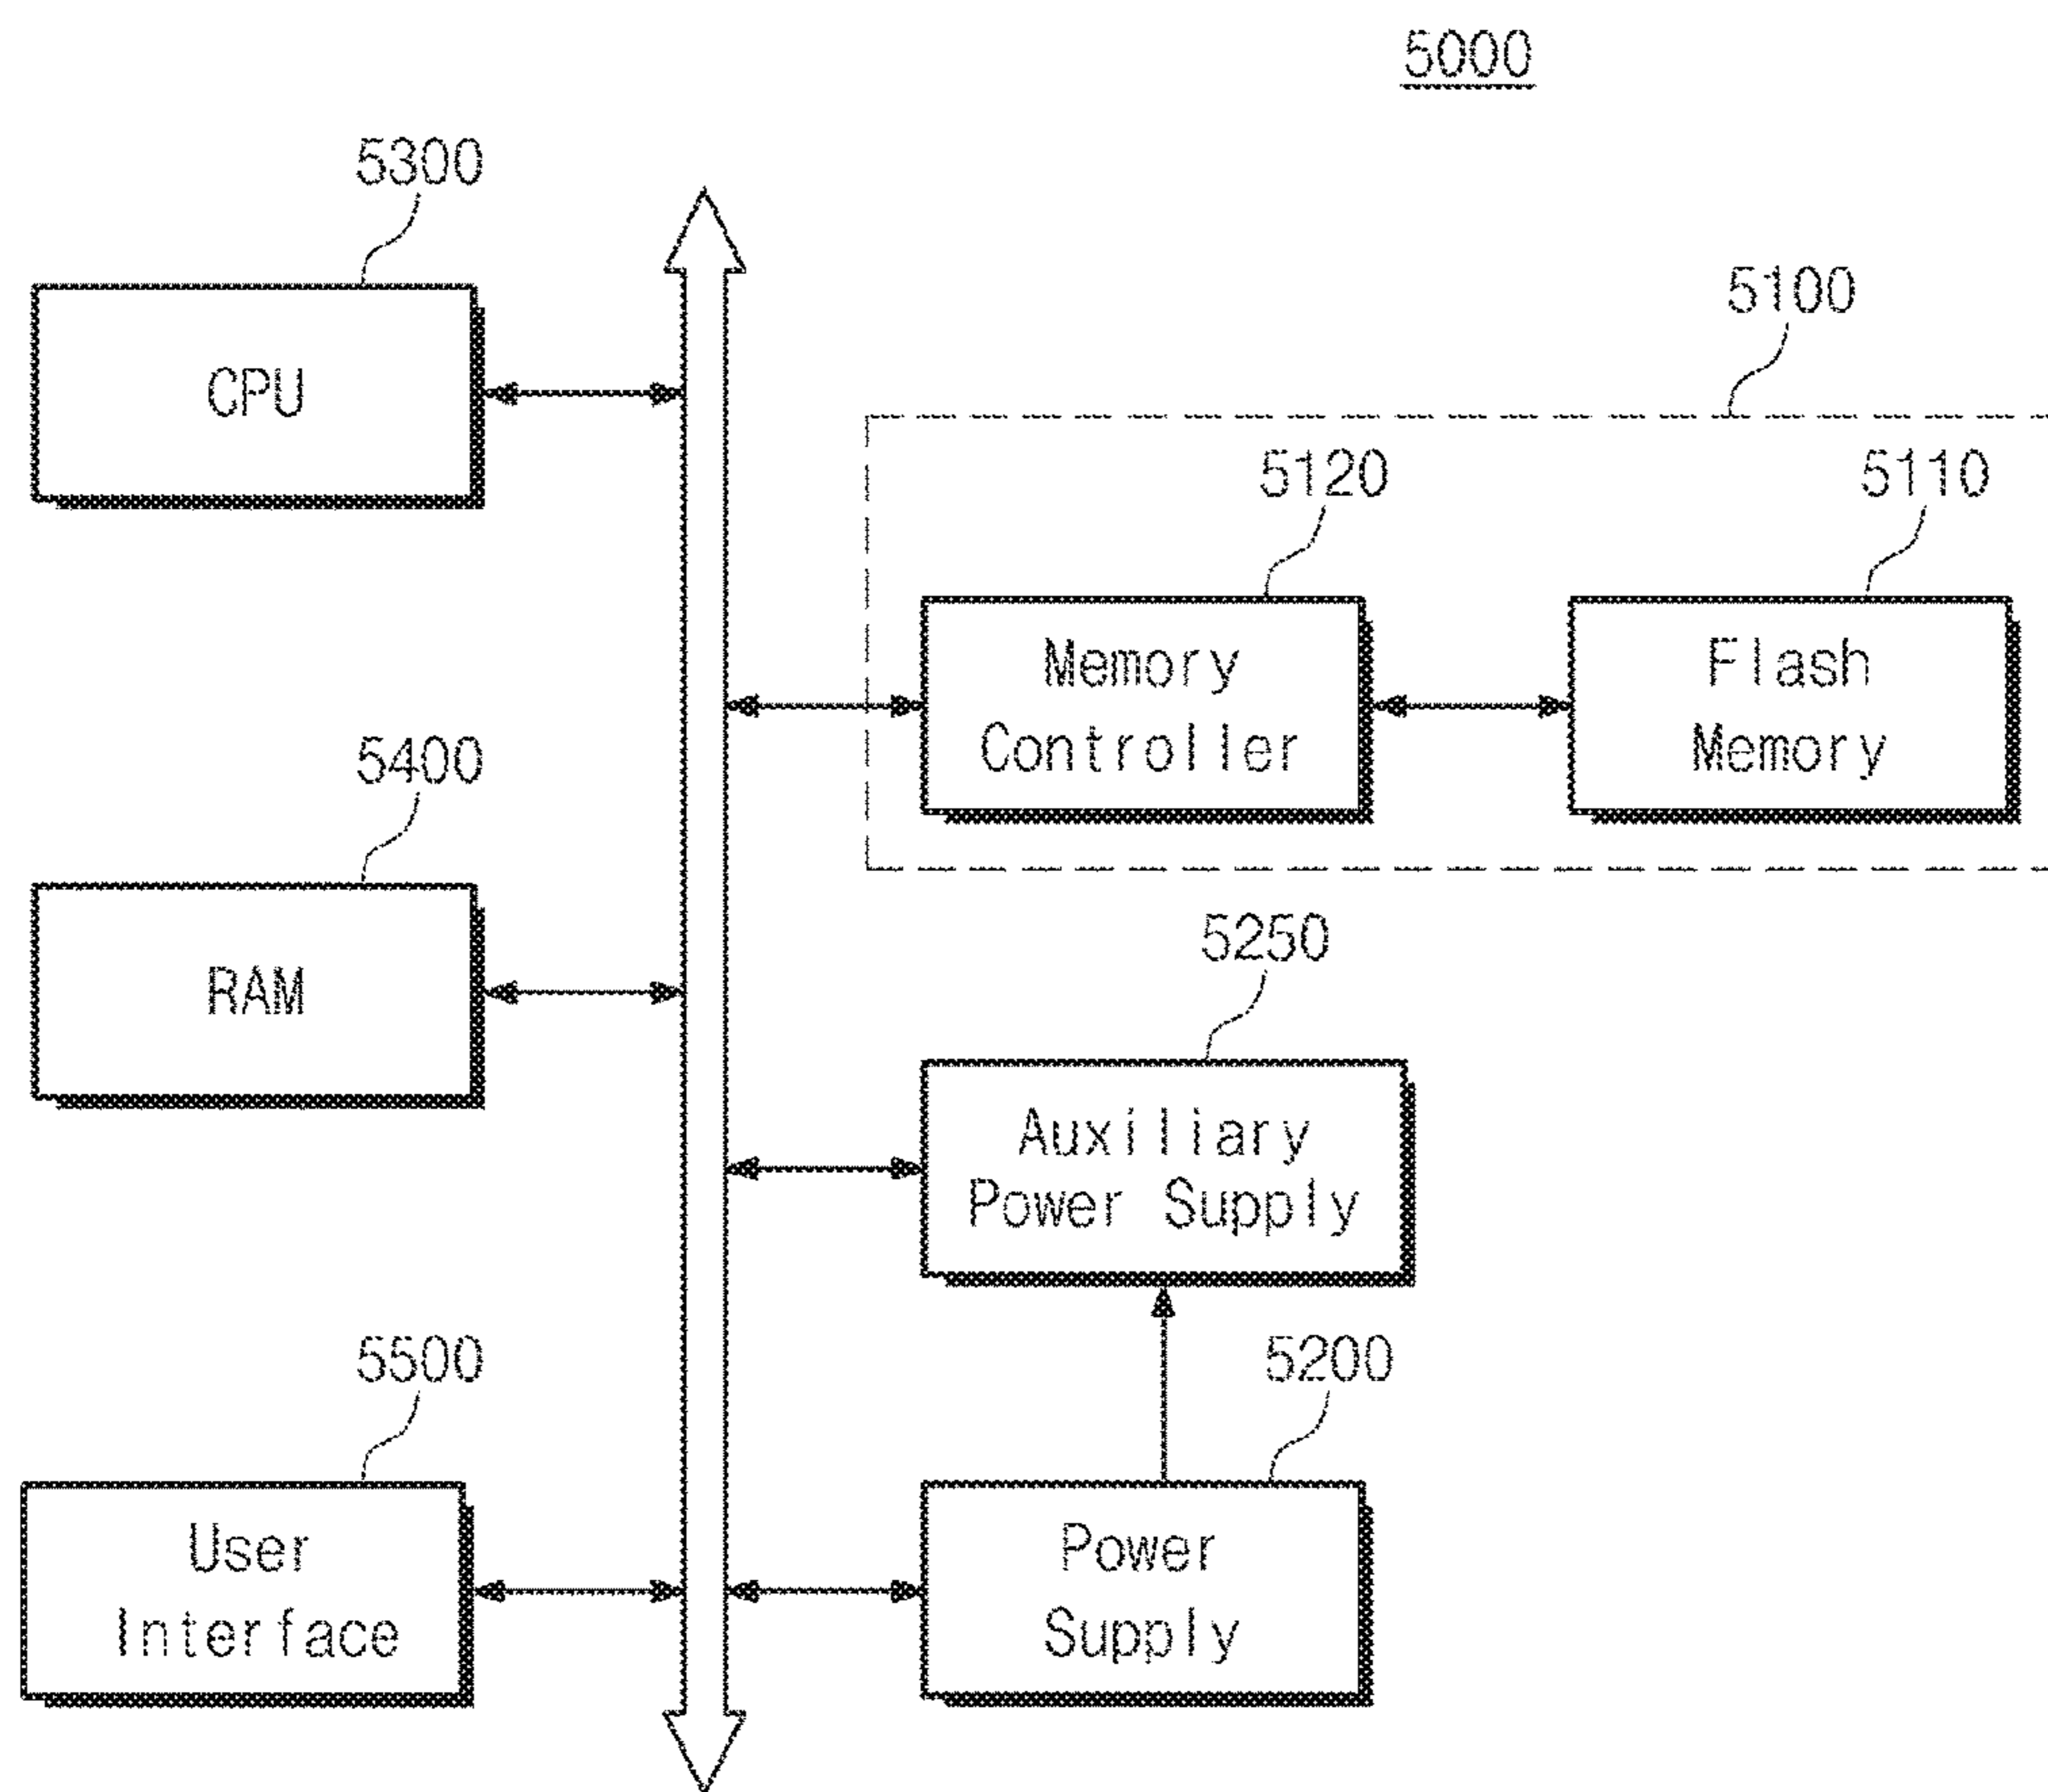 5000
5300
CPU
5100
5120
5110
Memory
Controller
Flash
Memory
5400
RAM
5250
Auxiliary
Power Supply
5500
User
Interface
5200
Power
Supply